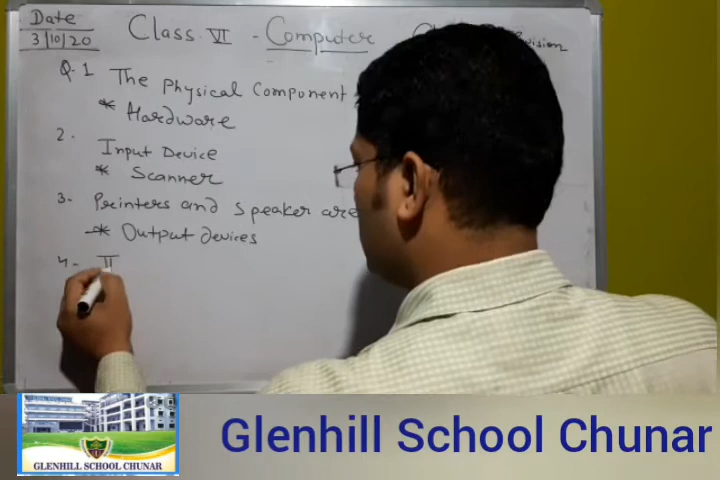 Date
3/10/20
Class VI - Computer
Q.1 The Physical Component
* Hardware
2. Input Device
* Scanner
3. Printers and speaker are
* Output devices
4.
GLENHILL SCHOOL CHUNAR
Glenhill School Chunar